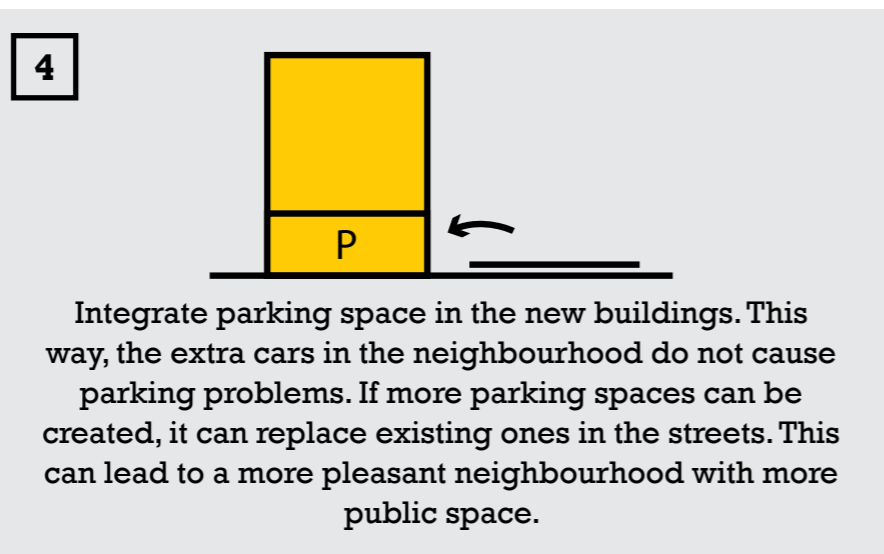 4
P
Integrate parking space in the new buildings. This
way, the extra cars in the neighbourhood do not cause
parking problems. If more parking spaces can be
created, it can replace existing ones in the streets. This
can lead to a more pleasant neighbourhood with more
public space.